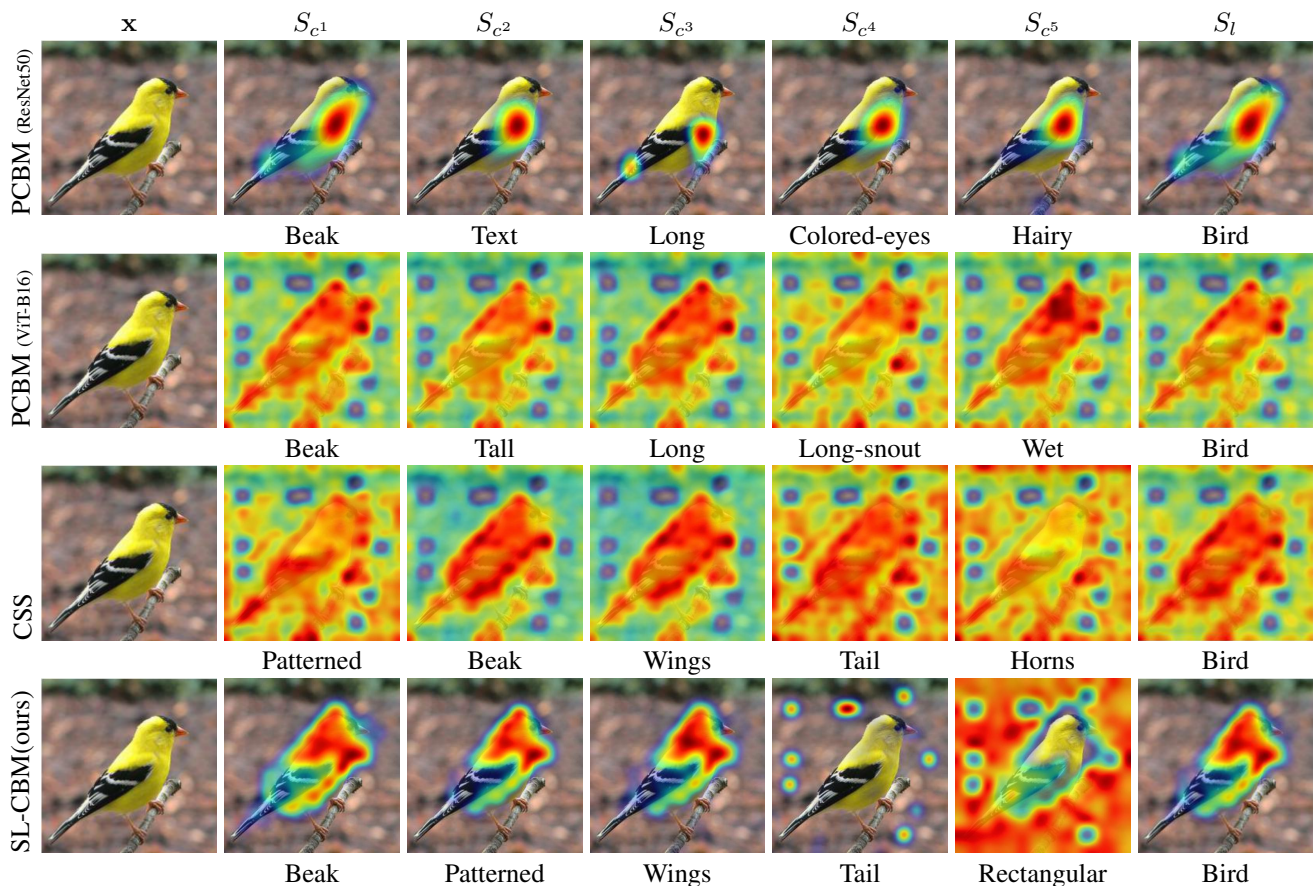 x S_{c^1} S_{c^2} S_{c^3} S_{c^4} S_{c^5} S_l
PCBM (ResNet50)
Beak Text Long Colored-eyes Hairy Bird
PCBM (ViT-B16)
Beak Tall Long Long-snout Wet Bird
CSS
Patterned Beak Wings Tail Horns Bird
SL-CBM(ours)
Beak Patterned Wings Tail Rectangular Bird